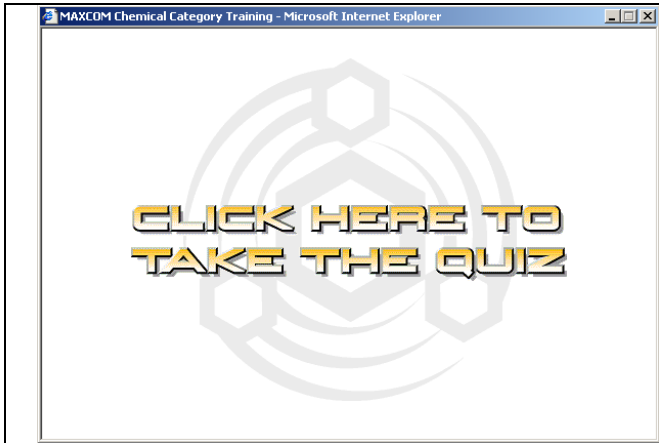 MAXCOM Chemical Category Training - Microsoft Internet Explorer
CLICK HERE TO
TAKE THE QUIZ